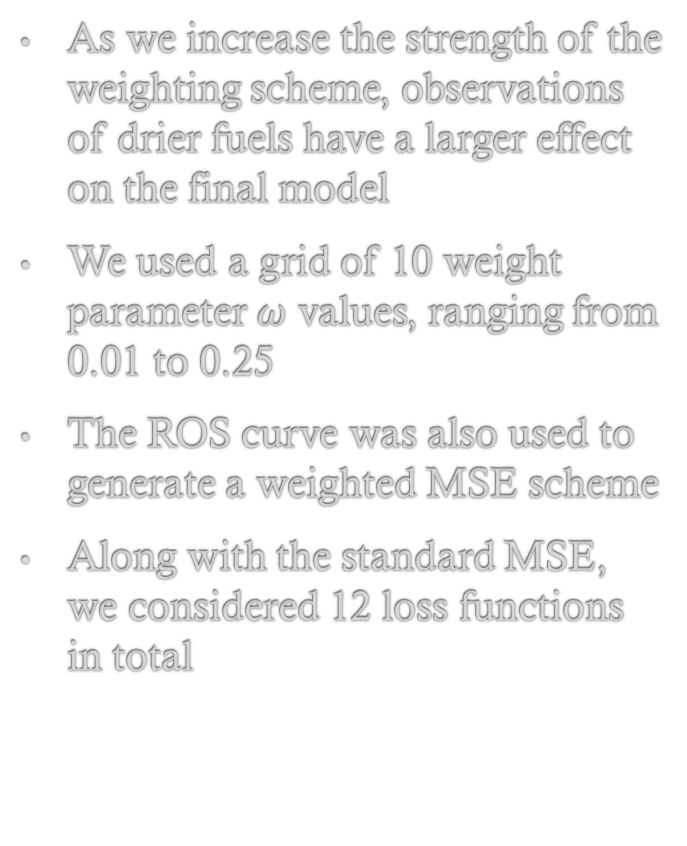 • As we increase the strength of the
weighting scheme, observations
of drier fuels have a larger effect
on the final model
• We used a grid of 10 weight
parameter ω values, ranging from
0.01 to 0.25
• The ROS curve was also used to
generate a weighted MSE scheme
• Along with the standard MSE,
we considered 12 loss functions
in total